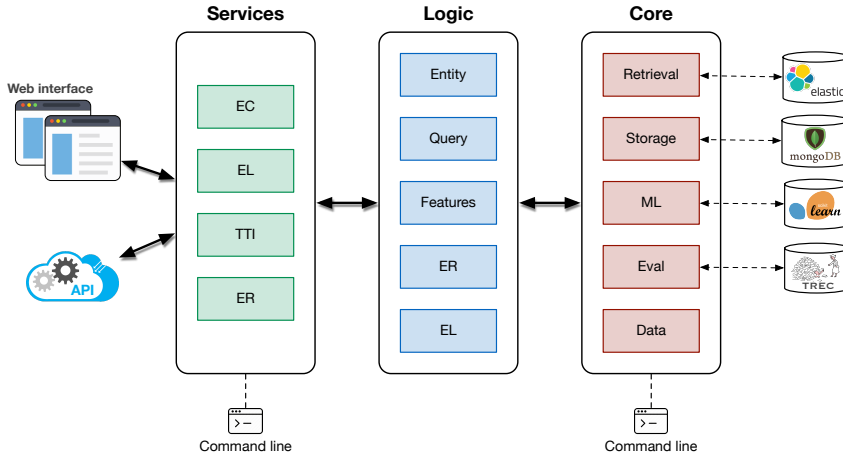 Services
Logic
Core
Web interface
EC
EL
TTI
ER
API
Entity
Query
Features
ER
EL
Retrieval
Storage
ML
Eval
Data
elastic
mongoDB
learn
TREC
Command line
Command line